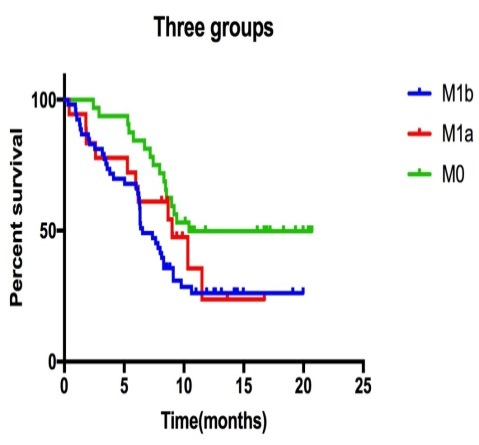 Three groups
M1b
M1a
M0
Percent survival
100
50
0
0 5 10 15 20 25
Time(months)